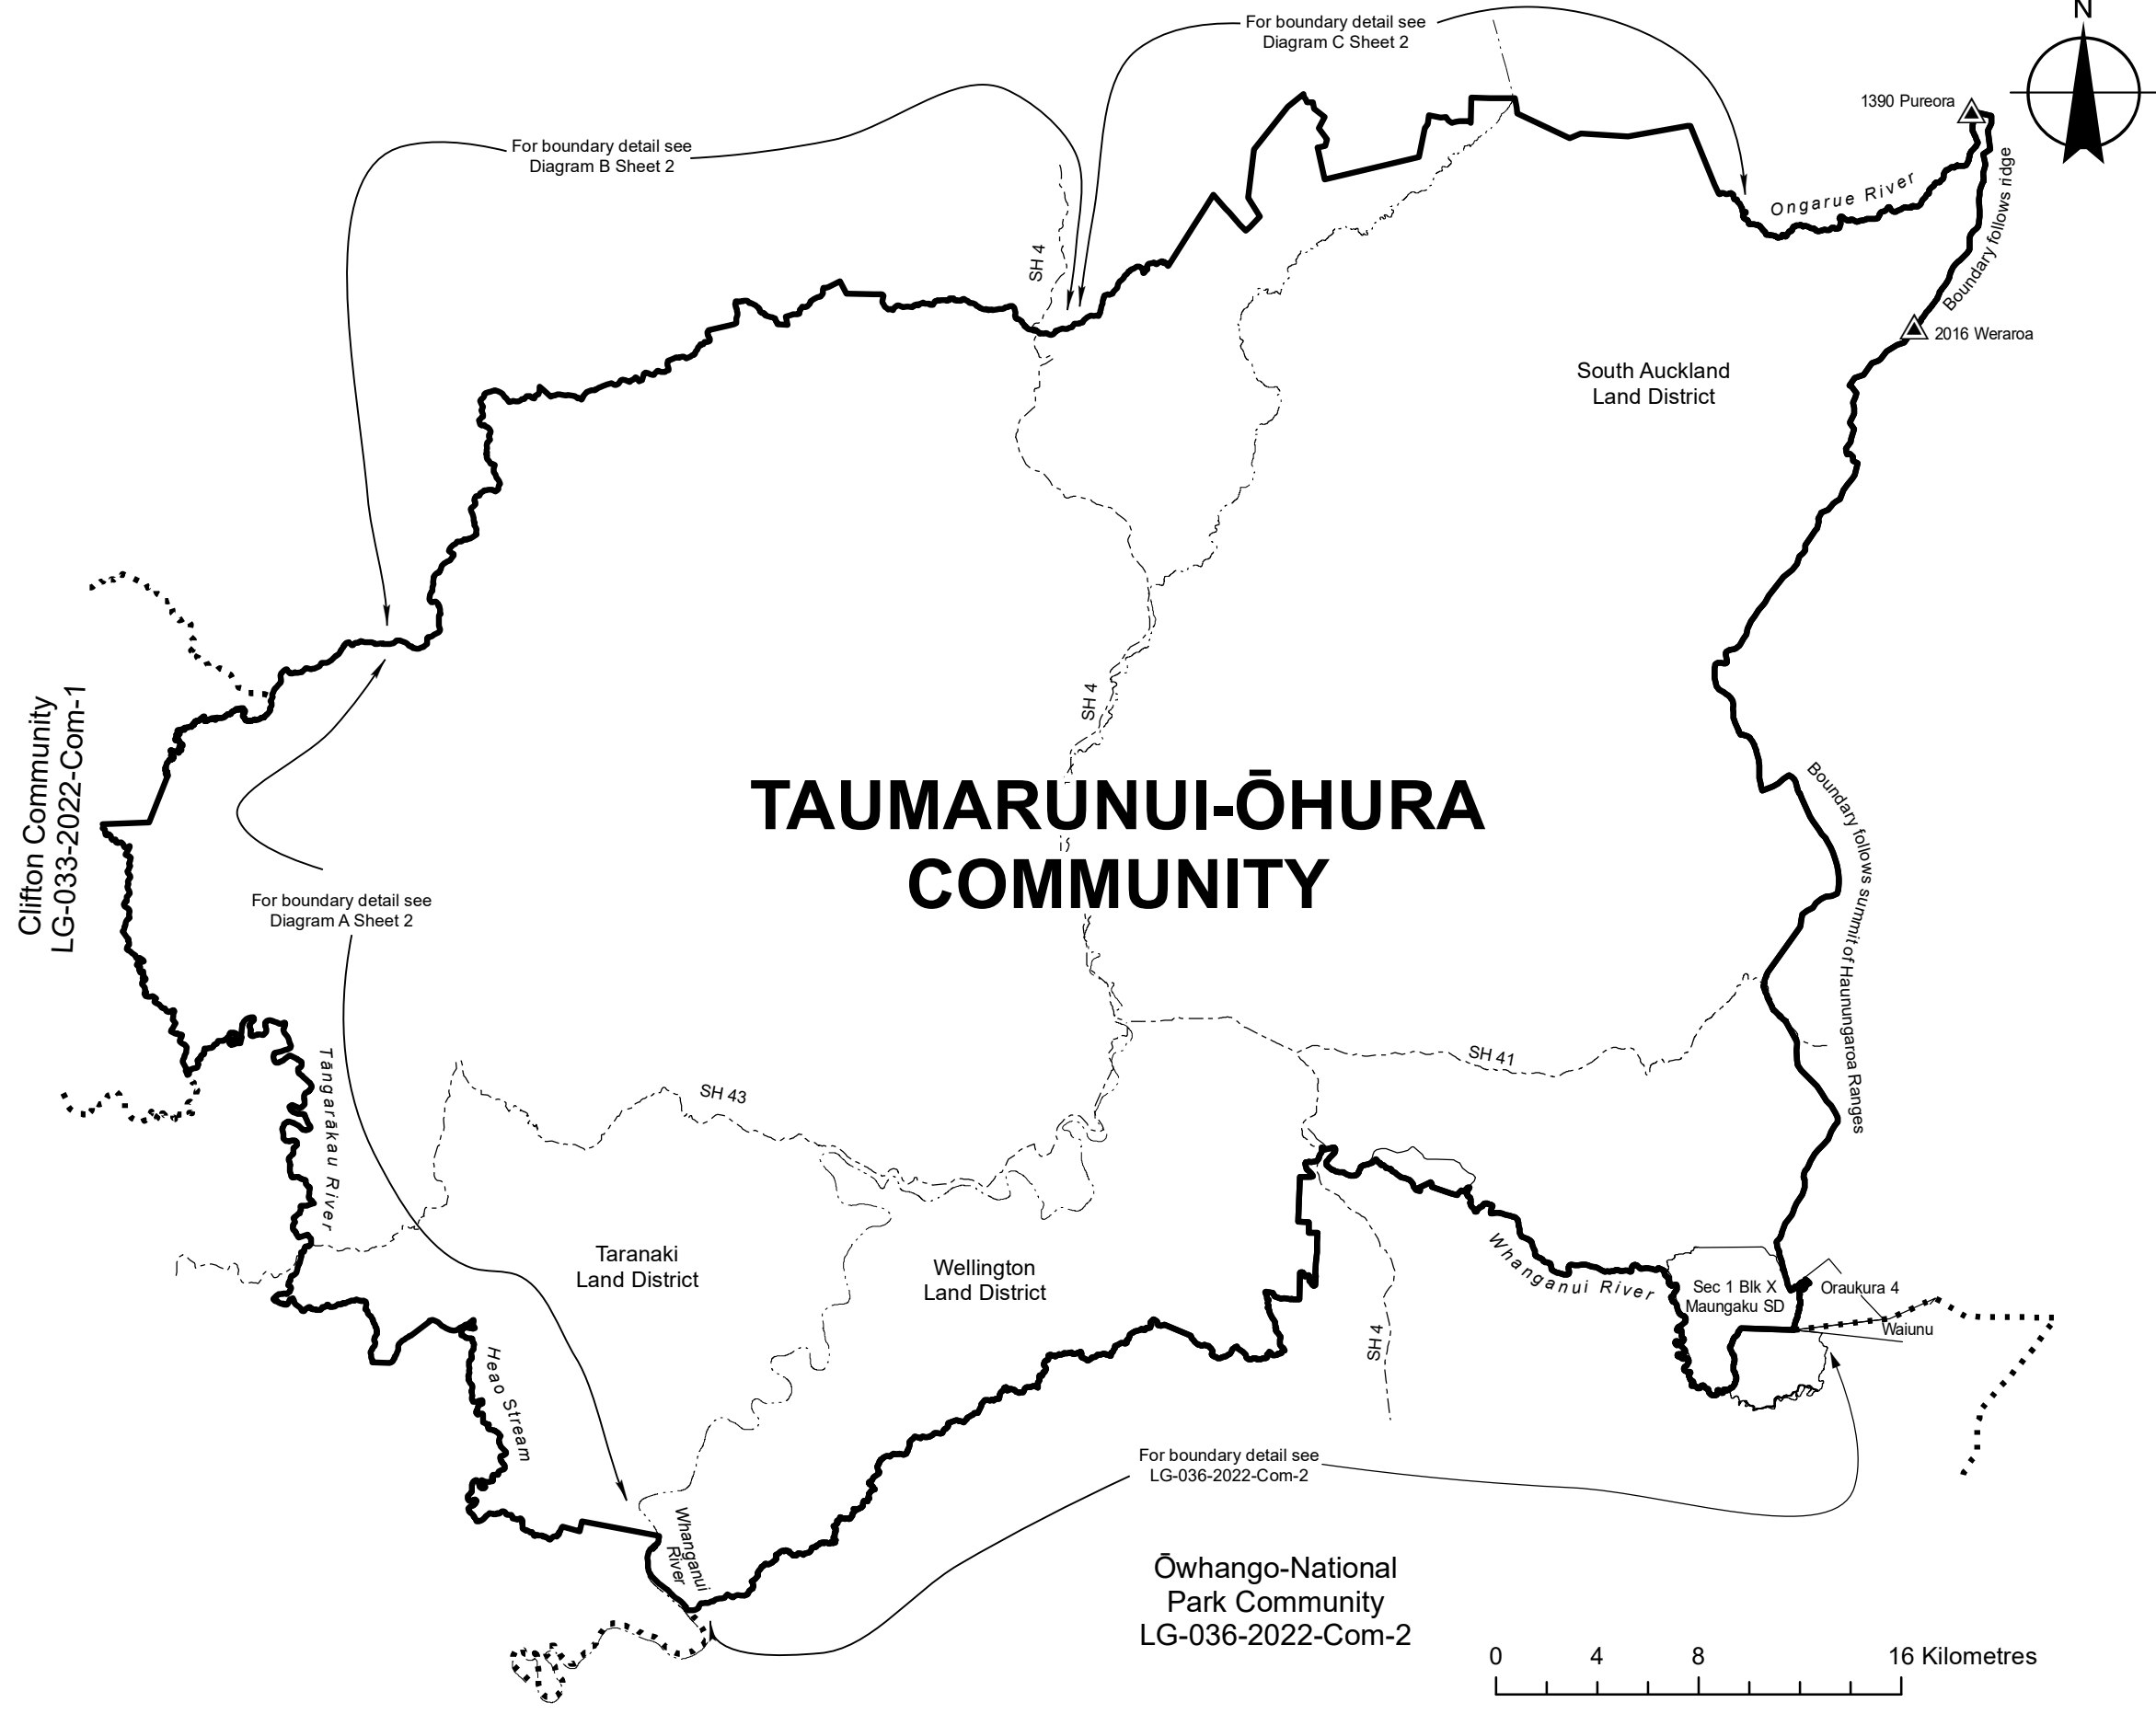 N
For boundary detail see
Diagram C Sheet 2
1390 Pureora
For boundary detail see
Diagram B Sheet 2
Ongarue River
Boundary follows ridge
SH 4
2016 Weraroa
South Auckland
Land District
Clifton Community
LG-033-2022-Com-1
SH 4
TAUMARUNUI-ŌHURA
COMMUNITY
Boundary follows summit of Haunungaroa Ranges
For boundary detail see
Diagram A Sheet 2
Tāngarākau River
SH 43
SH 41
Taranaki
Land District
Wellington
Land District
Whanganui River
Sec 1 Blk X
Maungaku SD
Oraukura 4
Waiunu
SH 4
Heao Stream
For boundary detail see
LG-036-2022-Com-2
Whanganui
River
Ōwhango-National
Park Community
LG-036-2022-Com-2
0 4 8 16 Kilometres